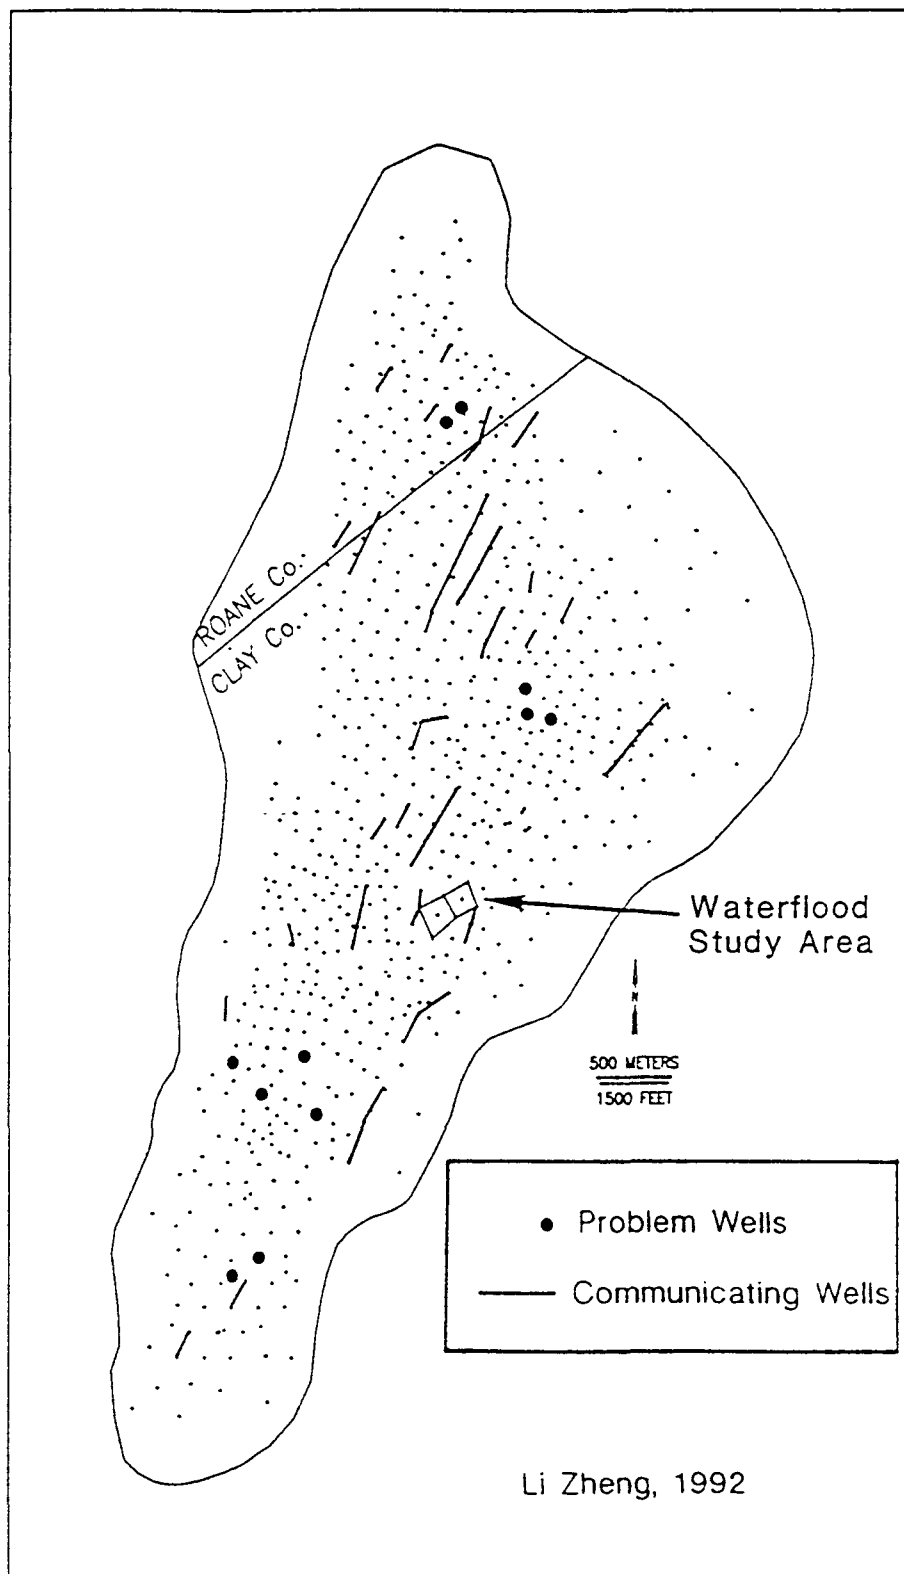 ROANE Co.
CLAY Co.
Waterflood
Study Area
N
500 METERS
1500 FEET
Problem Wells
Communicating Wells
Li Zheng, 1992